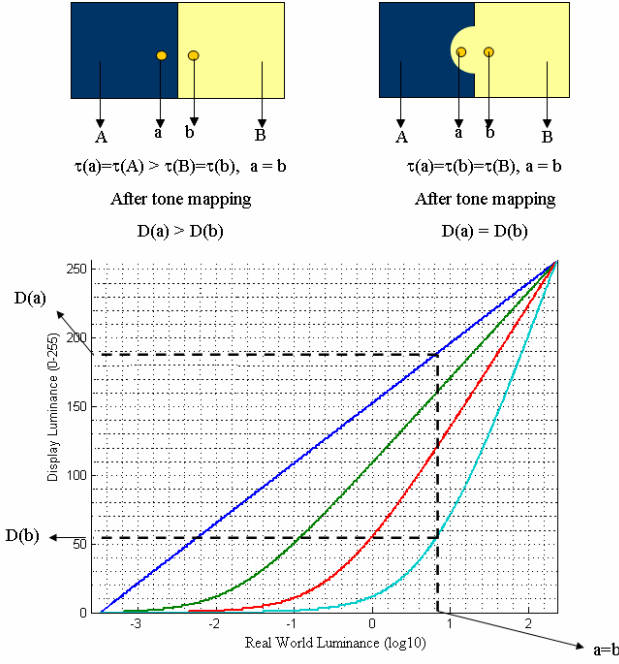 A a b B
A a b B
τ(a)=τ(A) > τ(B)=τ(b), a = b
τ(a)=τ(b)=τ(B), a = b
After tone mapping
After tone mapping
D(a) > D(b)
D(a) = D(b)
D(a)
D(b)
Display Luminance (0-255)
250
200
150
100
50
0
-3 -2 -1 0 1 2
Real World Luminance (log10)
a=b